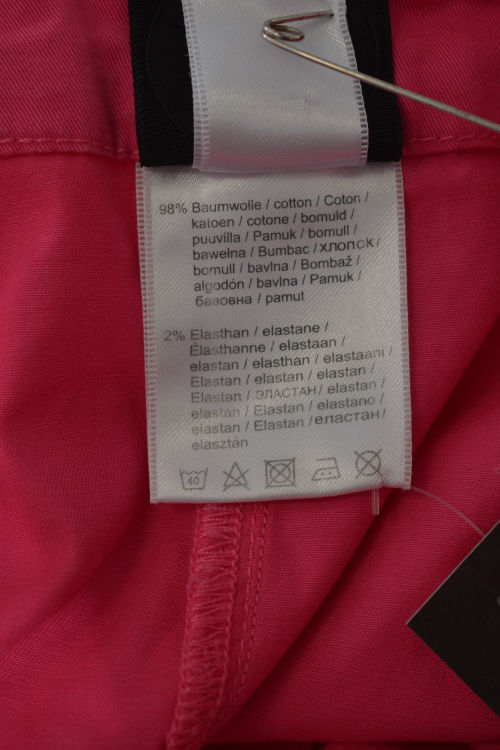 98% Baumwolle / cotton / Coton /
katoen / cotone / bomuld /
puuvilla / Pamuk / bomull /
bawełna / Bumbac / хлопок /
bomull / bavlna / Bombaž /
algodón / bavlna / Pamuk /
бавовна / pamut
2% Elasthan / elastane /
Élasthanne / elastaan /
elastan / elasthan / elastaani /
Elastan / elastan / elastan /
Elastan / эластан / elastan /
elastan / Elastan / elastano /
elastan / Elastan / еластан /
elasztán
40